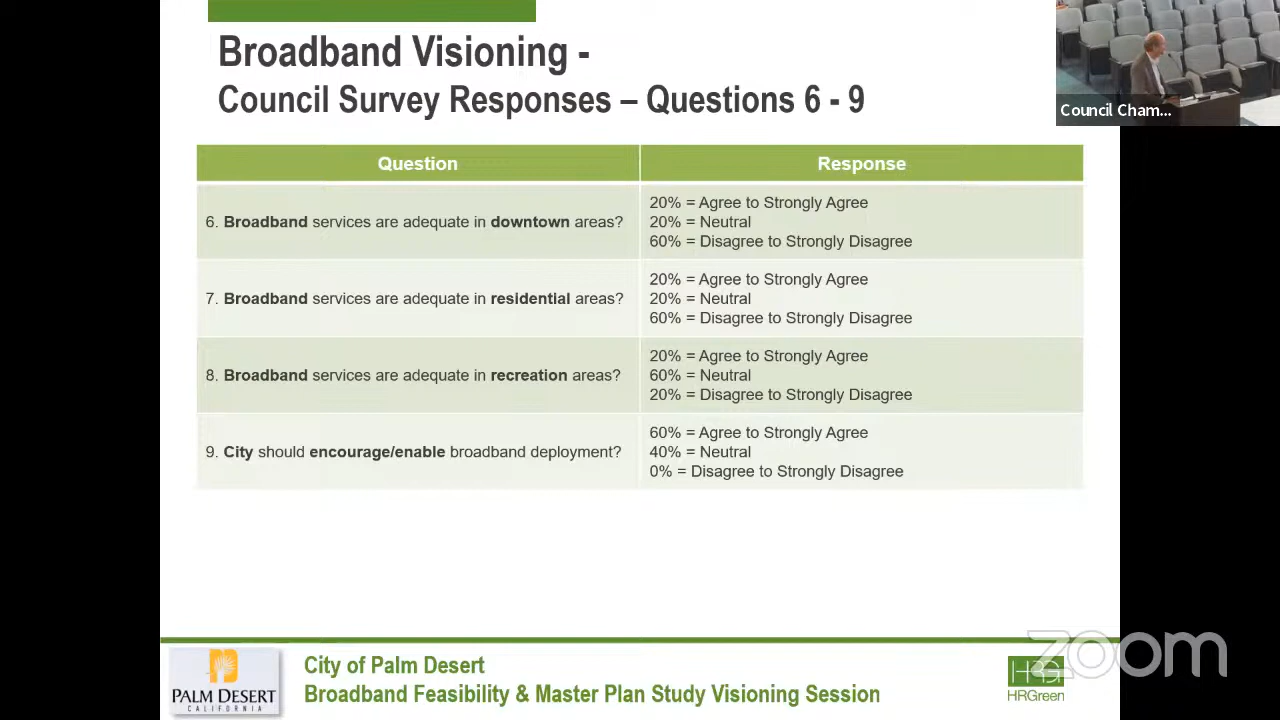 Broadband Visioning -
Council Survey Responses – Questions 6 - 9
Council Cham...
Question
Response
6. Broadband services are adequate in downtown areas?
20% = Agree to Strongly Agree
20% = Neutral
60% = Disagree to Strongly Disagree
7. Broadband services are adequate in residential areas?
20% = Agree to Strongly Agree
20% = Neutral
60% = Disagree to Strongly Disagree
8. Broadband services are adequate in recreation areas?
20% = Agree to Strongly Agree
60% = Neutral
20% = Disagree to Strongly Disagree
9. City should encourage/enable broadband deployment?
60% = Agree to Strongly Agree
40% = Neutral
0% = Disagree to Strongly Disagree
PALM DESERT
CALIFORNIA
City of Palm Desert
Broadband Feasibility & Master Plan Study Visioning Session
HRG
HRGreen
zoom